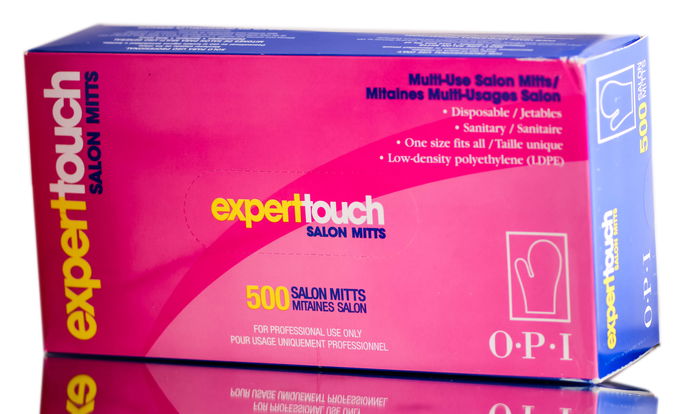 experttouch
SALON MITTS
Multi-Use Salon Mitts/
Mitaines Multi-Usages Salon
• Disposable / Jetables
• Sanitary / Sanitaire
• One size fits all / Taille unique
• Low-density polyethylene (LDPE)
experttouch
SALON MITTS
500 SALON MITTS
MITAINES SALON
FOR PROFESSIONAL USE ONLY
POUR USAGE UNIQUEMENT PROFESSIONNEL
O•P•I
500 SALON
MITTS
experttouch
SALON MITTS
O•P•I